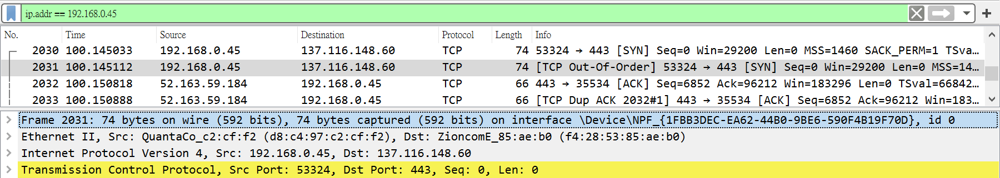 ip.addr == 192.168.0.45
No. Time Source Destination Protocol Length Info
2030 100.145033 192.168.0.45 137.116.148.60 TCP 74 53324 → 443 [SYN] Seq=0 Win=29200 Len=0 MSS=1460 SACK_PERM=1 TSva…
2031 100.145112 192.168.0.45 137.116.148.60 TCP 74 [TCP Out-Of-Order] 53324 → 443 [SYN] Seq=0 Win=29200 Len=0 MSS=14…
2032 100.150818 52.163.59.184 192.168.0.45 TCP 66 443 → 35534 [ACK] Seq=6852 Ack=96212 Win=183296 Len=0 TSval=66842…
2033 100.150888 52.163.59.184 192.168.0.45 TCP 66 [TCP Dup ACK 2032#1] 443 → 35534 [ACK] Seq=6852 Ack=96212 Win=183…
Frame 2031: 74 bytes on wire (592 bits), 74 bytes captured (592 bits) on interface \Device\NPF_{1FBB3DEC-EA62-44B0-9BE6-590F4B19F70D}, id 0
Ethernet II, Src: QuantaCo_c2:cf:f2 (d8:c4:97:c2:cf:f2), Dst: ZioncomE_85:ae:b0 (f4:28:53:85:ae:b0)
Internet Protocol Version 4, Src: 192.168.0.45, Dst: 137.116.148.60
Transmission Control Protocol, Src Port: 53324, Dst Port: 443, Seq: 0, Len: 0